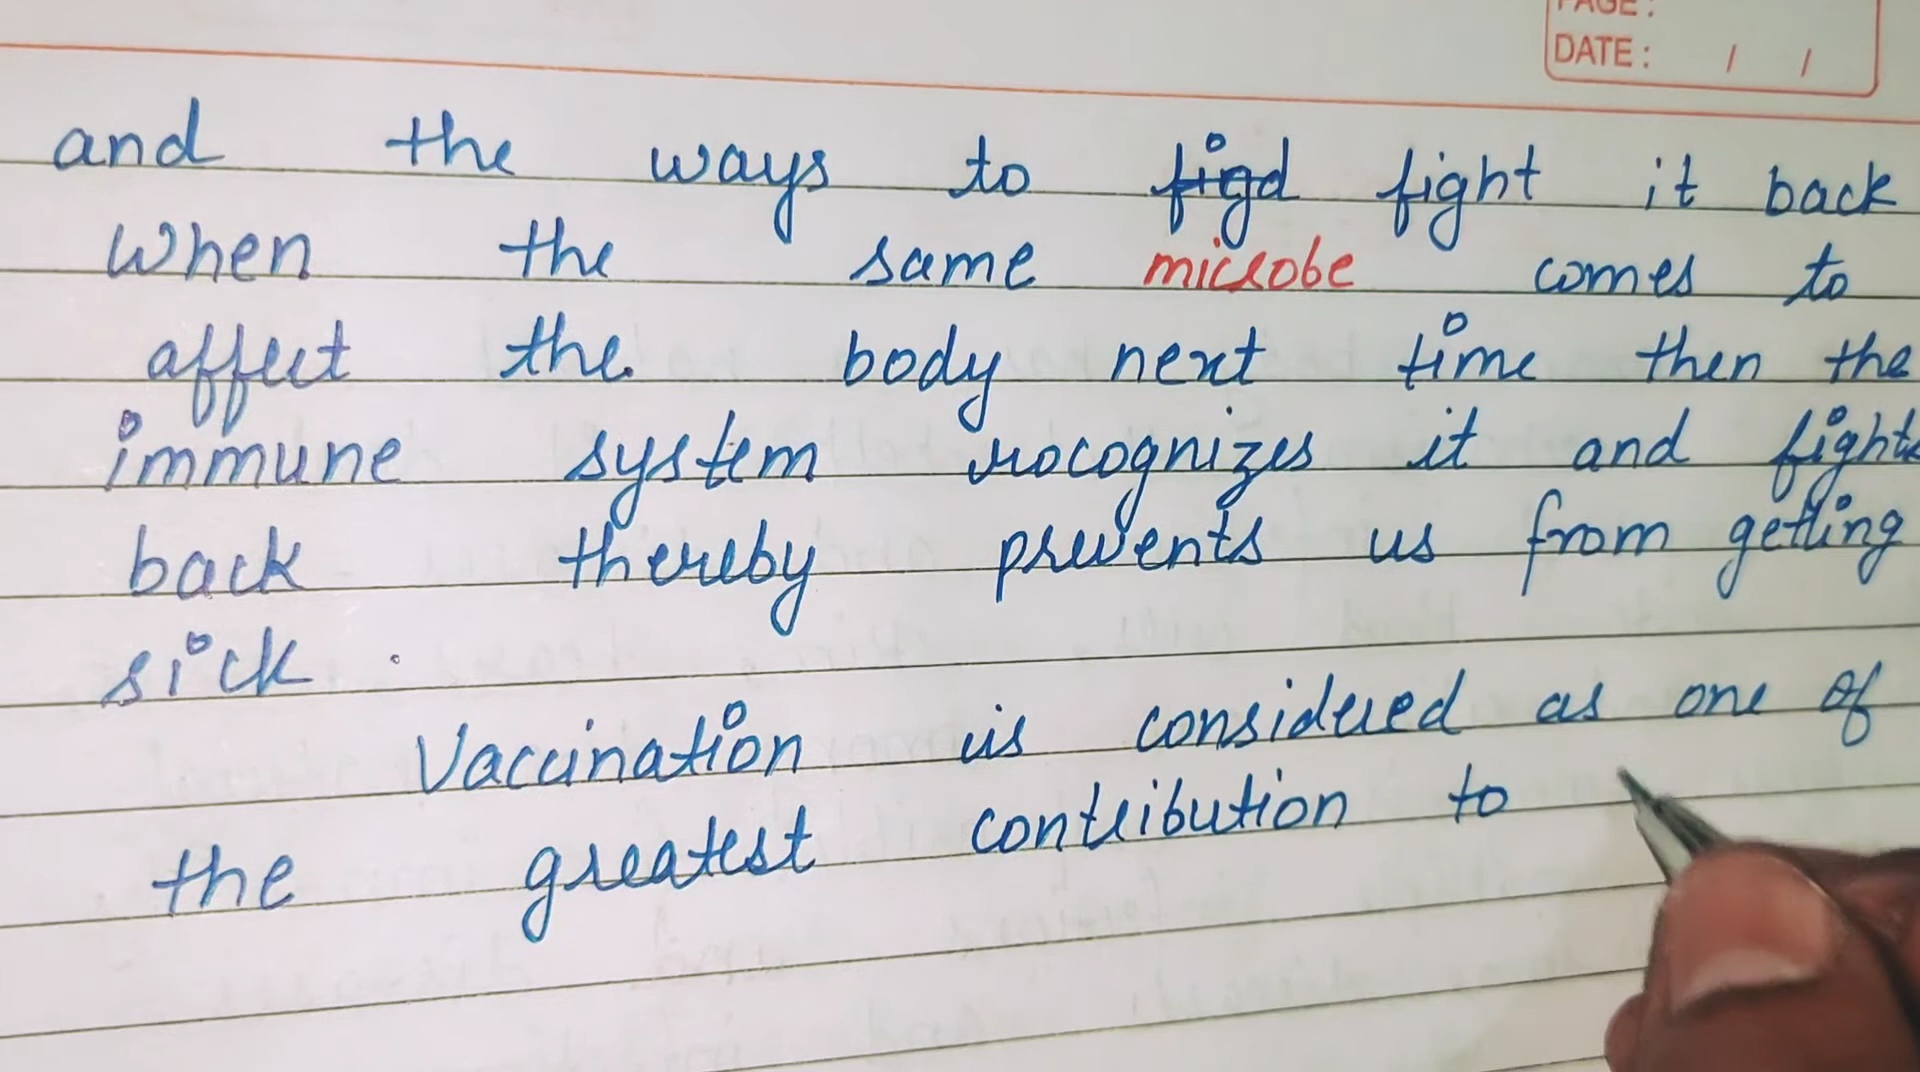 PAGE:
DATE: / /
and the ways to figd fight it back
when the same microbe comes to
affect the body next time then the
immune system rocognizes it and fights
back thereby prevents us from getting
sick.
Vaccination is considered as one of
the greatest contribution to